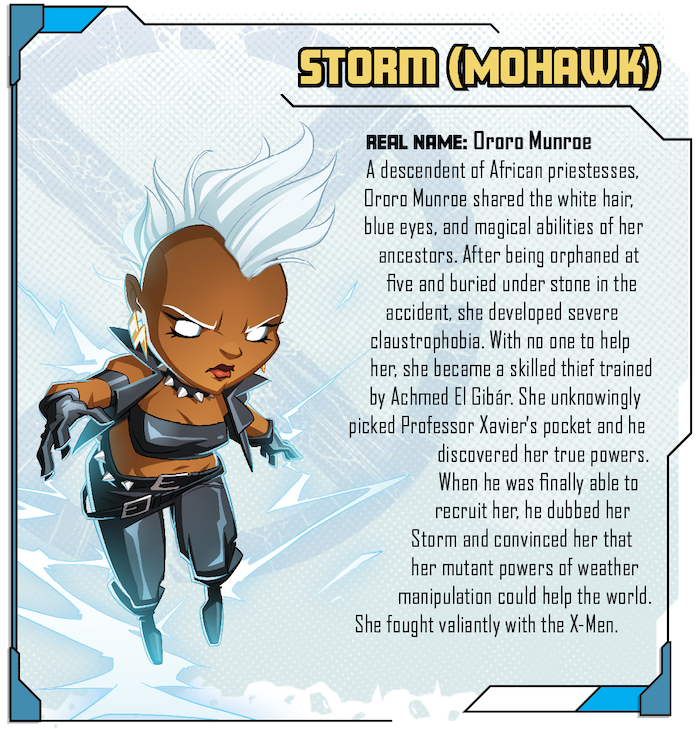 STORM (MOHAWK)
REAL NAME: Ororo Munroe
A descendent of African priestesses,
Ororo Munroe shared the white hair,
blue eyes, and magical abilities of her
ancestors. After being orphaned at
five and buried under stone in the
accident, she developed severe
claustrophobia. With no one to help
her, she became a skilled thief trained
by Achmed El Gibár. She unknowingly
picked Professor Xavier's pocket and he
discovered her true powers.
When he was finally able to
recruit her, he dubbed her
Storm and convinced her that
her mutant powers of weather
manipulation could help the world.
She fought valiantly with the X-Men.